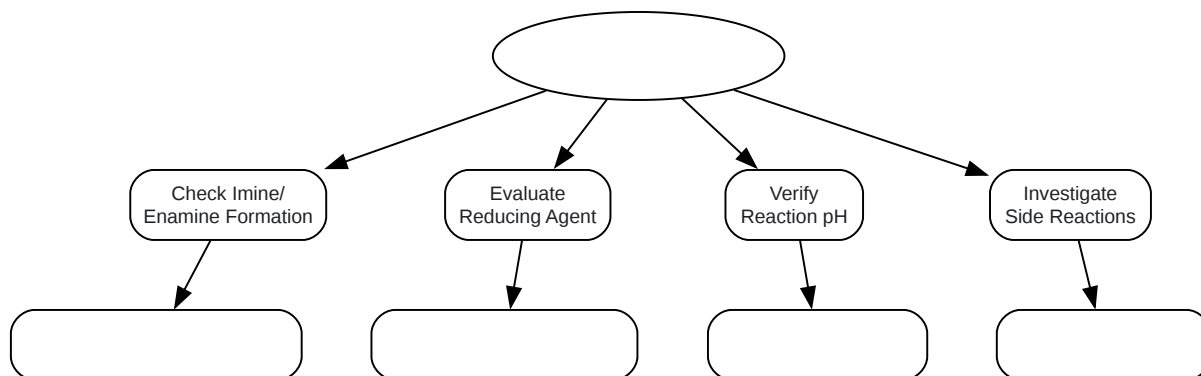 Check Imine/
Enamine Formation
Evaluate
Reducing Agent
Verify
Reaction pH
Investigate
Side Reactions